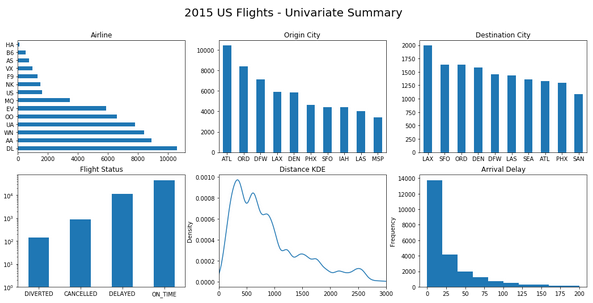 2015 US Flights - Univariate Summary
Airline
HA
B6
AS
VX
F9
NK
US
MQ
EV
OO
UA
WN
AA
DL
0 2000 4000 6000 8000 10000
Origin City
10000
8000
6000
4000
2000
0
ATL ORD DFW LAX DEN PHX SFO IAH LAS MSP
Destination City
2000
1750
1500
1250
1000
750
500
250
0
LAX SFO ORD DEN DFW LAS SEA ATL PHX SAN
Flight Status
10⁴
10³
10²
10¹
10⁰
DIVERTED CANCELLED DELAYED ON_TIME
Distance KDE
Density
0.0010
0.0008
0.0006
0.0004
0.0002
0.0000
0 500 1000 1500 2000 2500 3000
Arrival Delay
Frequency
14000
12000
10000
8000
6000
4000
2000
0
0 25 50 75 100 125 150 175 200